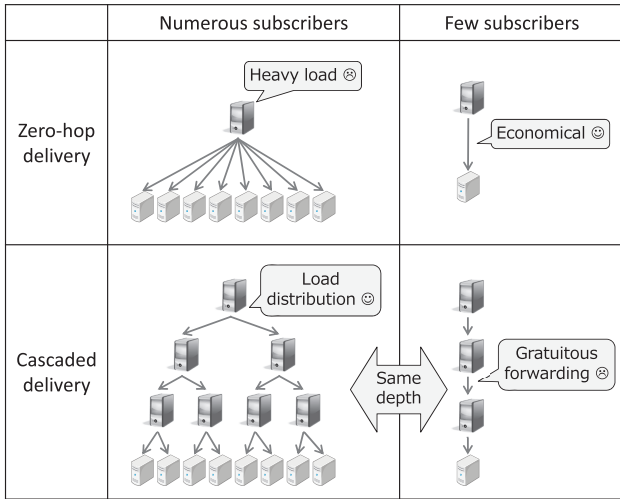 Numerous subscribers
Few subscribers
Zero-hop
delivery
Heavy load ☹
Economical ☺
Cascaded
delivery
Load
distribution ☺
Same
depth
Gratuitous
forwarding ☹